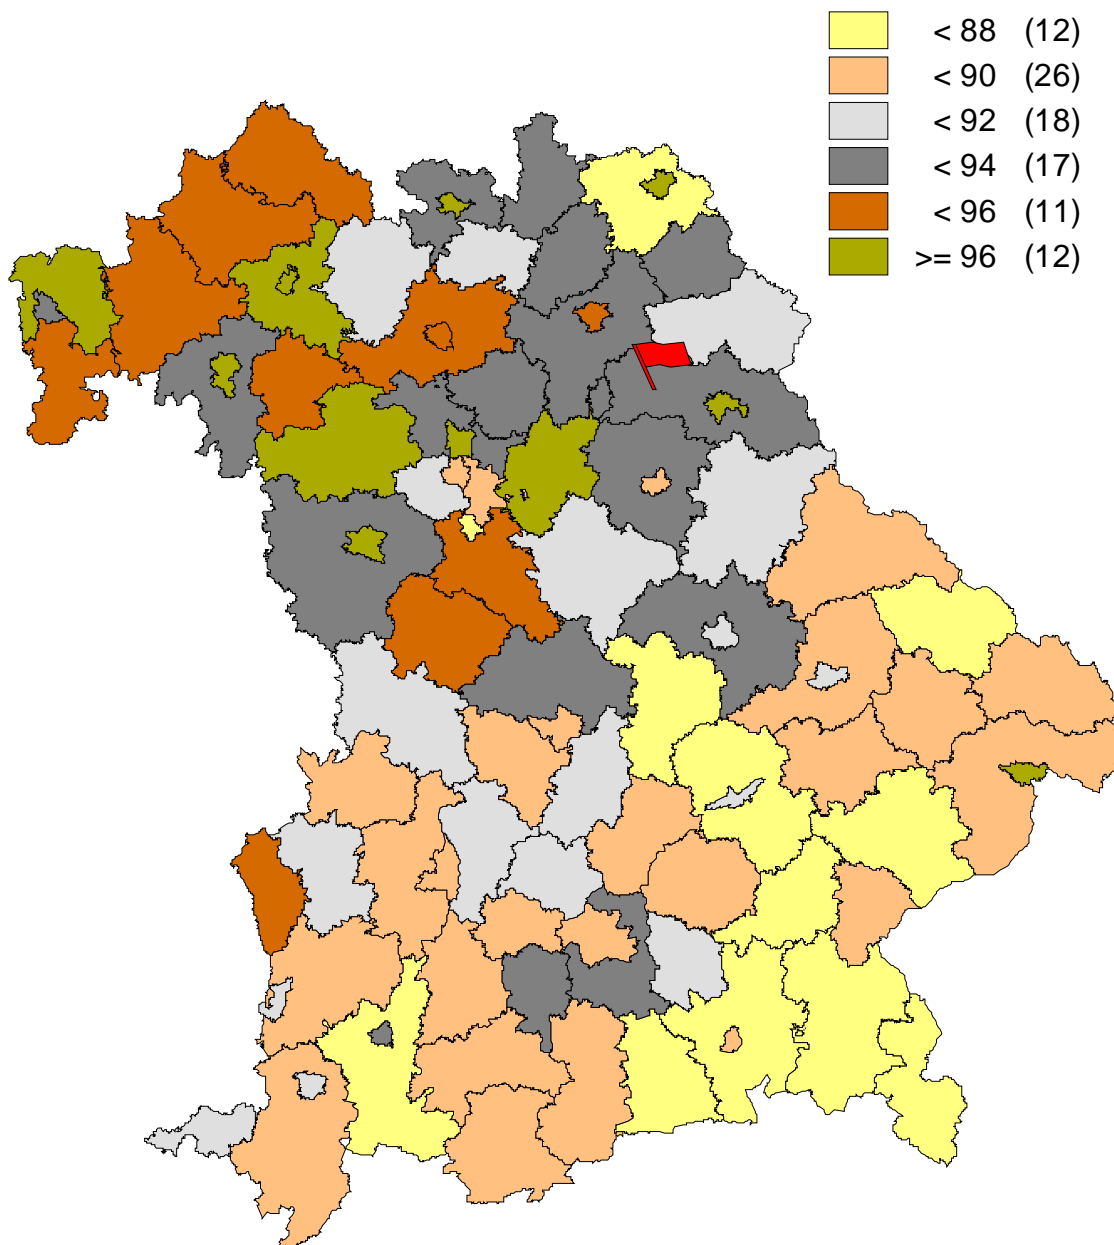 < 88 (12)
< 90 (26)
< 92 (18)
< 94 (17)
< 96 (11)
>= 96 (12)